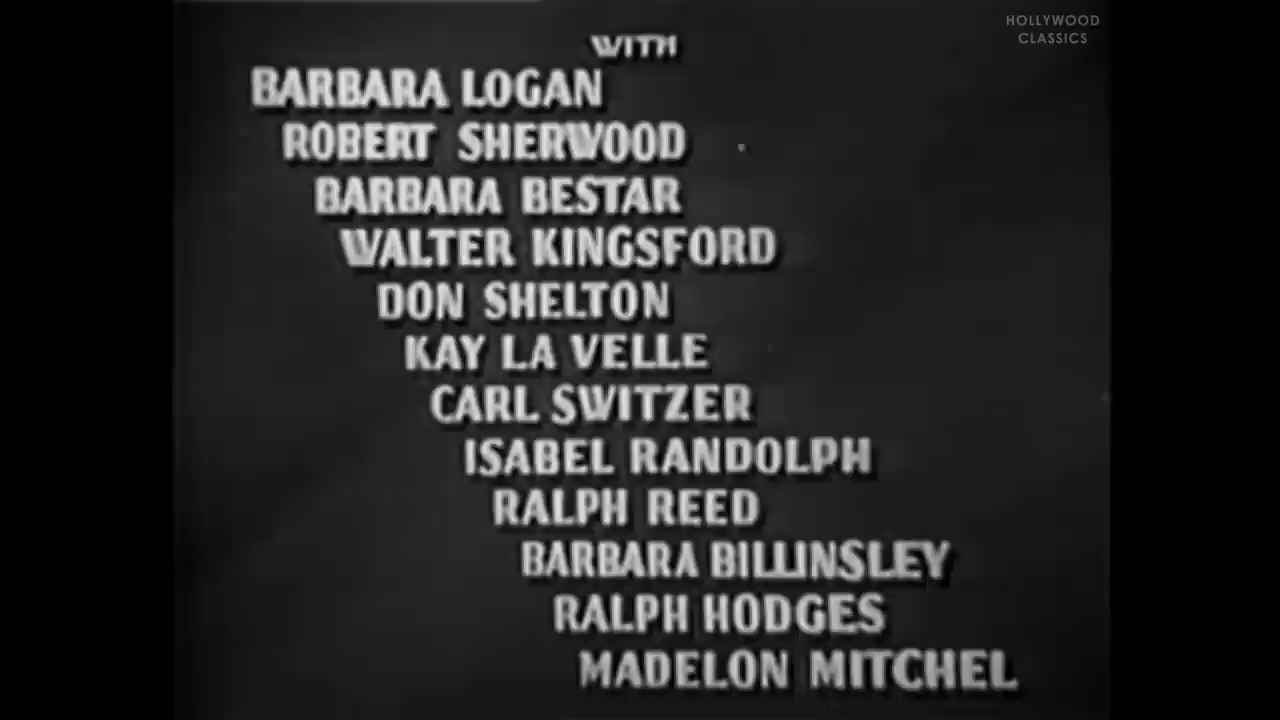 HOLLYWOOD
CLASSICS
WITH
BARBARA LOGAN
ROBERT SHERWOOD
BARBARA BESTAR
WALTER KINGSFORD
DON SHELTON
KAY LA VELLE
CARL SWITZER
ISABEL RANDOLPH
RALPH REED
BARBARA BILLINSLEY
RALPH HODGES
MADELON MITCHEL